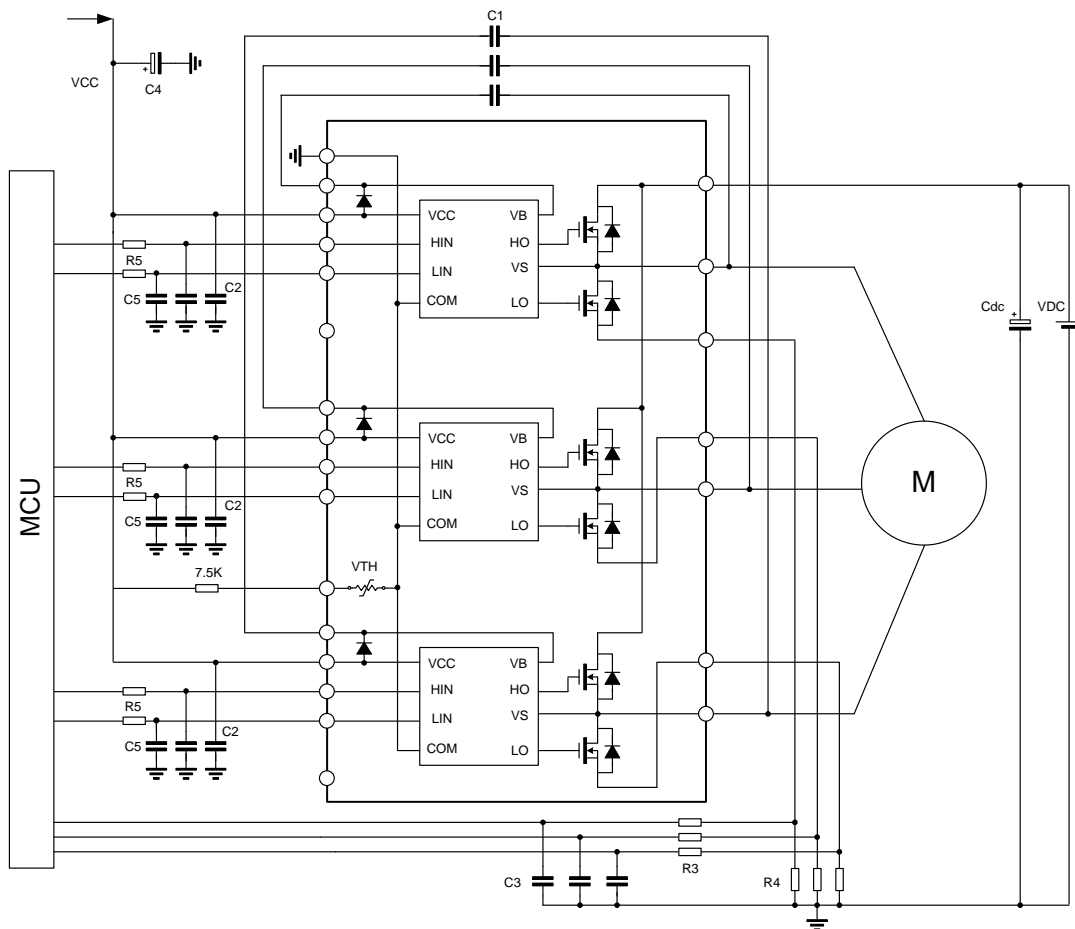 C1
VCC
C4
VCC
VB
HIN
HO
R5
LIN
VS
C5
C2
COM
LO
Cdc
VDC
VCC
VB
HIN
HO
R5
LIN
VS
C5
C2
COM
LO
M
MCU
7.5K
VTH
VCC
VB
HIN
HO
R5
LIN
VS
C5
C2
COM
LO
R3
C3
R4